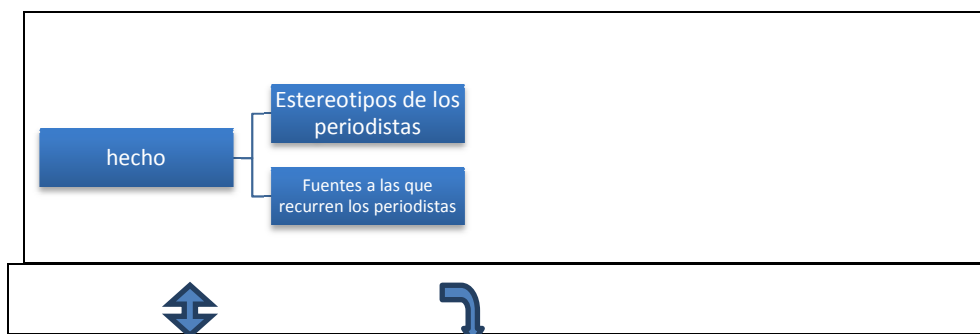 hecho
Estereotipos de los
periodistas
Fuentes a las que
recurren los periodistas